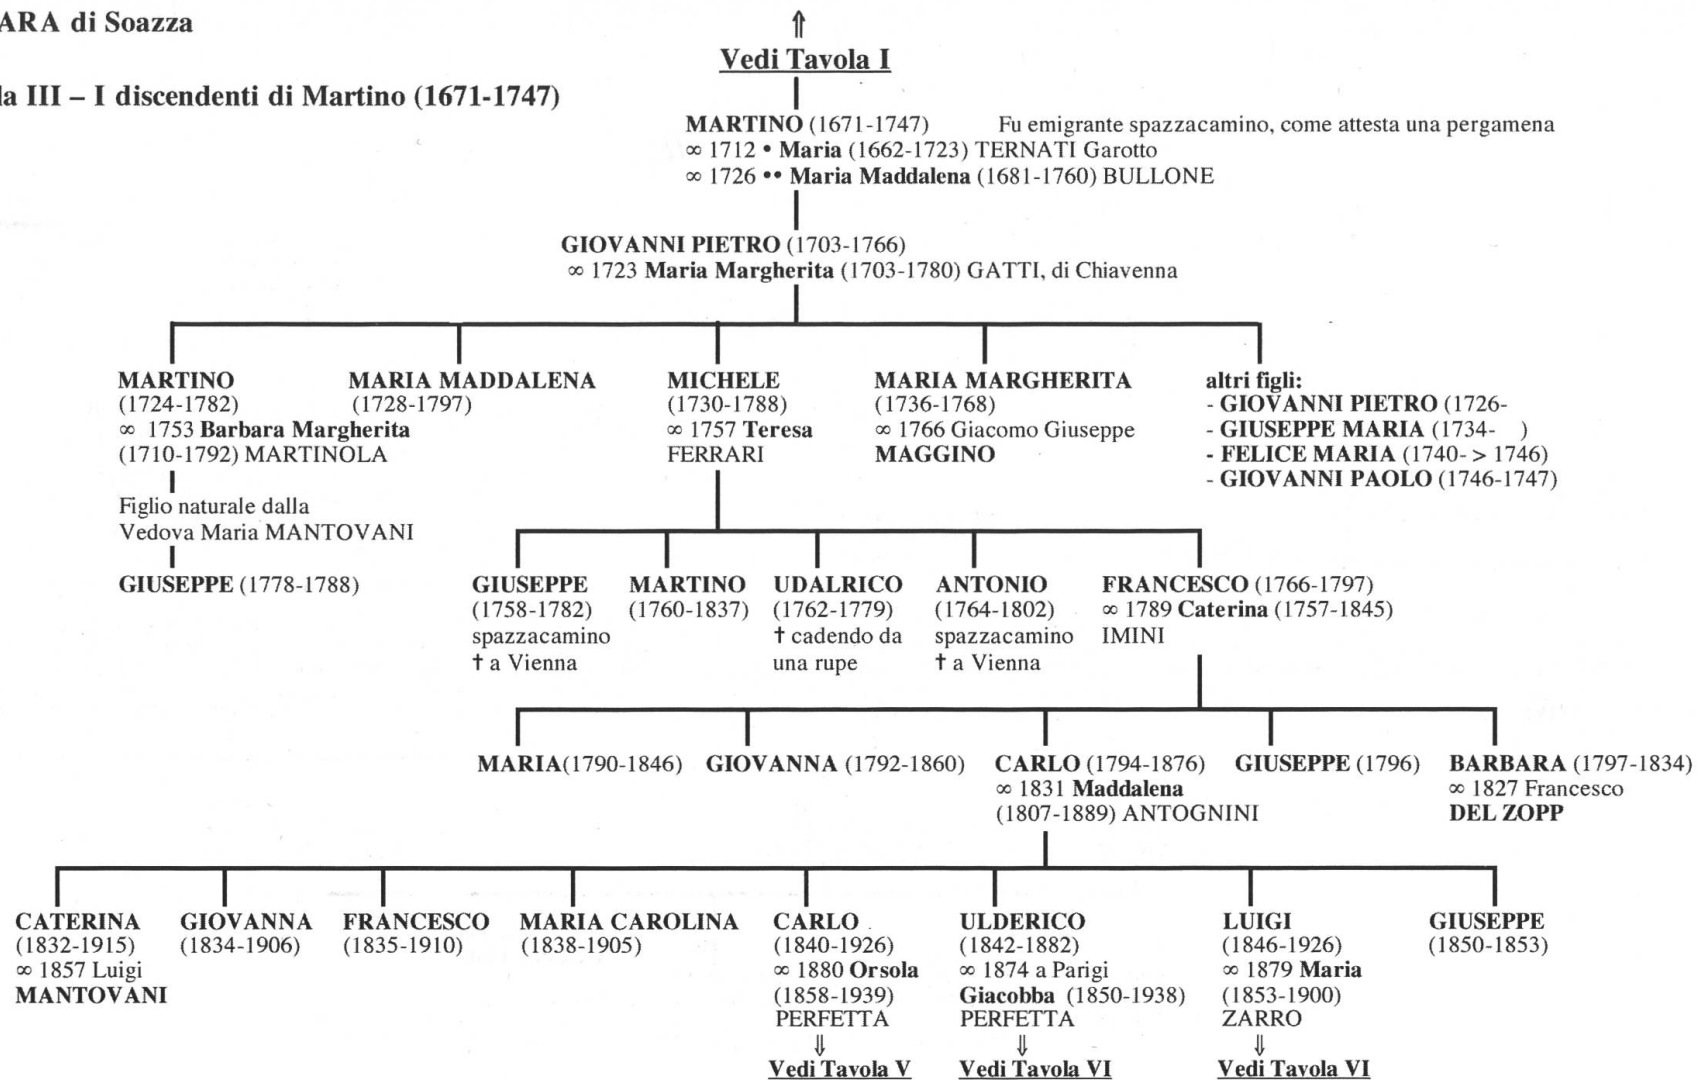 ARA di Soazza
⇑
Vedi Tavola I
la III – I discendenti di Martino (1671-1747)
MARTINO (1671-1747) Fu emigrante spazzacamino, come attesta una pergamena
∞ 1712 • Maria (1662-1723) TERNATI Garotto
∞ 1726 •• Maria Maddalena (1681-1760) BULLONE
GIOVANNI PIETRO (1703-1766)
∞ 1723 Maria Margherita (1703-1780) GATTI, di Chiavenna
MARTINO
(1724-1782)
∞ 1753 Barbara Margherita
(1710-1792) MARTINOLA
Figlio naturale dalla
Vedova Maria MANTOVANI
GIUSEPPE (1778-1788)
MARIA MADDALENA
(1728-1797)
MICHELE
(1730-1788)
∞ 1757 Teresa
FERRARI
MARIA MARGHERITA
(1736-1768)
∞ 1766 Giacomo Giuseppe
MAGGINO
altri figli:
- GIOVANNI PIETRO (1726-
- GIUSEPPE MARIA (1734- )
- FELICE MARIA (1740- > 1746)
- GIOVANNI PAOLO (1746-1747)
GIUSEPPE
(1758-1782)
spazzacamino
† a Vienna
MARTINO
(1760-1837)
UDALRICO
(1762-1779)
† cadendo da
una rupe
ANTONIO
(1764-1802)
spazzacamino
† a Vienna
FRANCESCO (1766-1797)
∞ 1789 Caterina (1757-1845)
IMINI
MARIA(1790-1846)
GIOVANNA (1792-1860)
CARLO (1794-1876)
∞ 1831 Maddalena
(1807-1889) ANTOGNINI
GIUSEPPE (1796)
BARBARA (1797-1834)
∞ 1827 Francesco
DEL ZOPP
CATERINA
(1832-1915)
∞ 1857 Luigi
MANTOVANI
GIOVANNA
(1834-1906)
FRANCESCO
(1835-1910)
MARIA CAROLINA
(1838-1905)
CARLO
(1840-1926)
∞ 1880 Orsola
(1858-1939)
PERFETTA
⇓
Vedi Tavola V
ULDERICO
(1842-1882)
∞ 1874 a Parigi
Giacobba (1850-1938)
PERFETTA
⇓
Vedi Tavola VI
LUIGI
(1846-1926)
∞ 1879 Maria
(1853-1900)
ZARRO
⇓
Vedi Tavola VI
GIUSEPPE
(1850-1853)